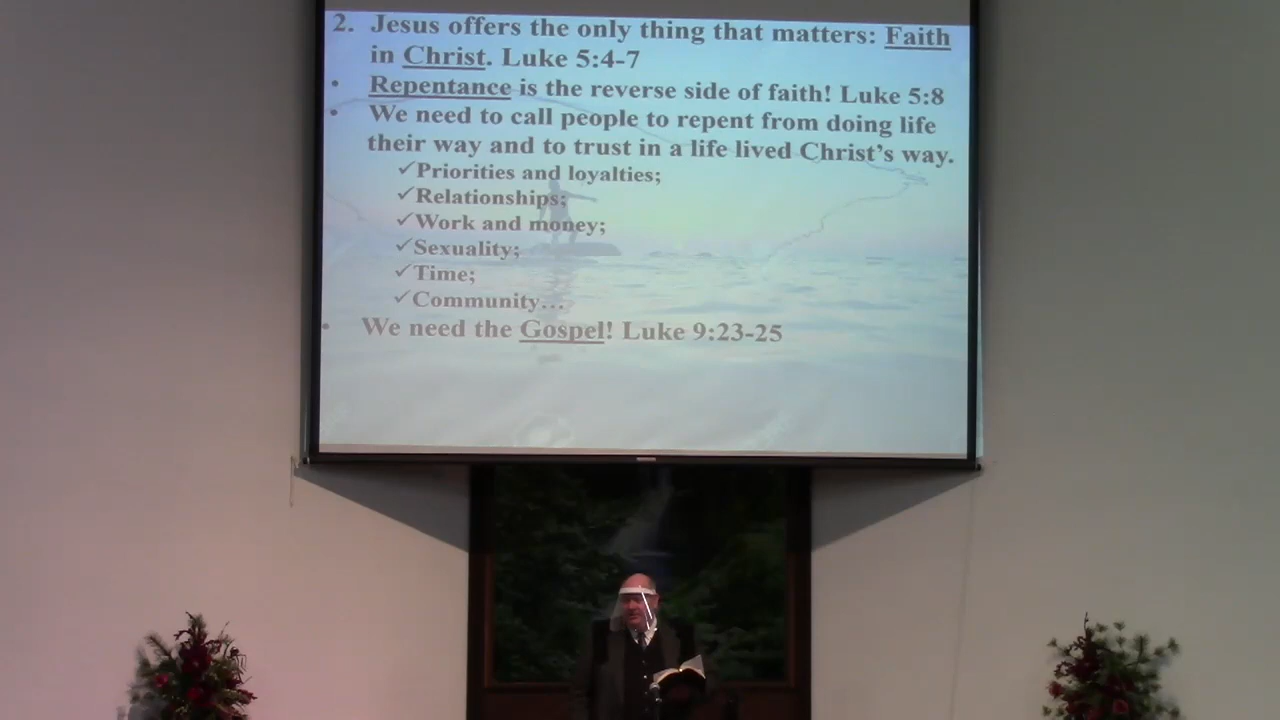 2. Jesus offers the only thing that matters: Faith
in Christ. Luke 5:4-7
• Repentance is the reverse side of faith! Luke 5:8
• We need to call people to repent from doing life
their way and to trust in a life lived Christ's way.
✓Priorities and loyalties;
✓Relationships;
✓Work and money;
✓Sexuality;
✓Time;
✓Community…
• We need the Gospel! Luke 9:23-25